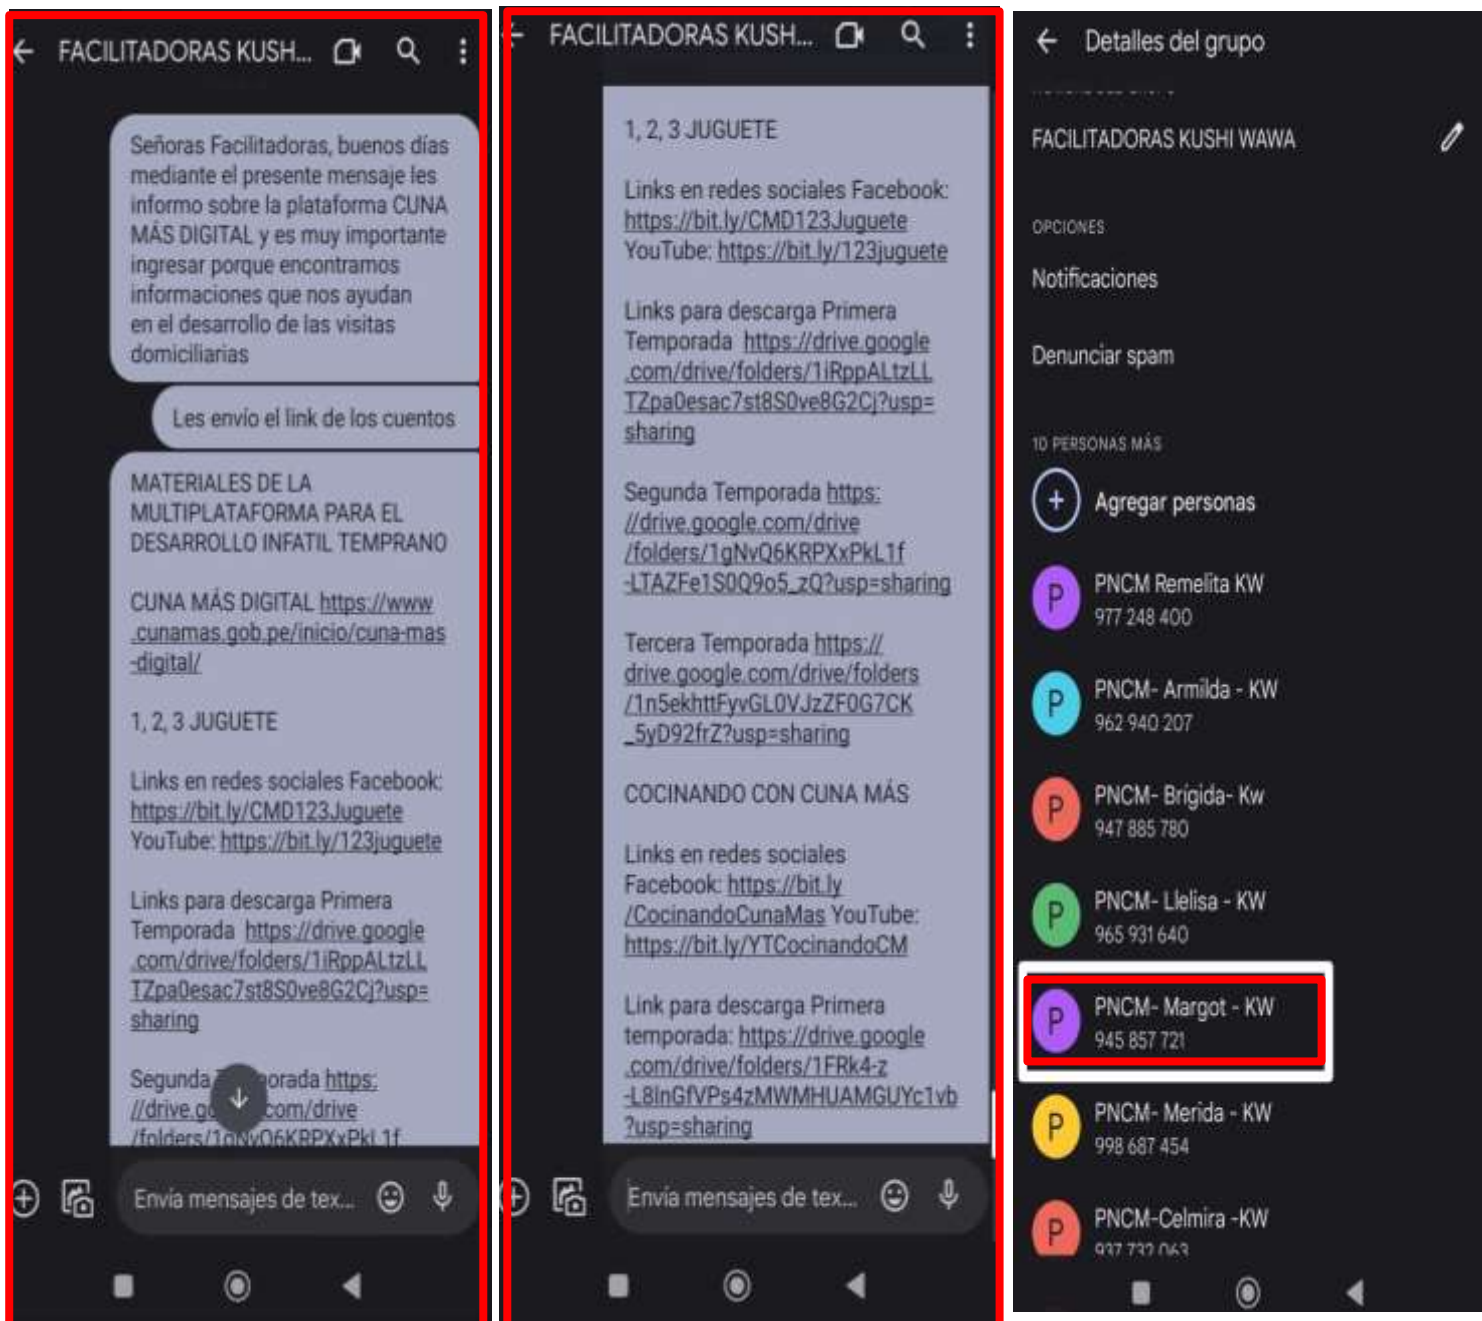 FACILITADORAS KUSH...
Señoras Facilitadoras, buenos días
mediante el presente mensaje les
informo sobre la plataforma CUNA
MÁS DIGITAL y es muy importante
ingresar porque encontramos
informaciones que nos ayudan
en el desarrollo de las visitas
domiciliarias
Les envío el link de los cuentos
MATERIALES DE LA
MULTIPLATAFORMA PARA EL
DESARROLLO INFATIL TEMPRANO
CUNA MÁS DIGITAL https://www
.cunamas.gob.pe/inicio/cuna-mas
-digital/
1, 2, 3 JUGUETE
Links en redes sociales Facebook:
https://bit.ly/CMD123Juguete
YouTube: https://bit.ly/123juguete
Links para descarga Primera
Temporada https://drive.google
.com/drive/folders/1iRppALtzLL
TZpa0esac7st8S0ve8G2Cj?usp=
sharing
Segunda orada https:
//drive.go com/drive
/folders/1gNvQ6KRPXxPkL1f
Envía mensajes de tex...
FACILITADORAS KUSH...
1, 2, 3 JUGUETE
Links en redes sociales Facebook:
https://bit.ly/CMD123Juguete
YouTube: https://bit.ly/123juguete
Links para descarga Primera
Temporada https://drive.google
.com/drive/folders/1iRppALtzLL
TZpa0esac7st8S0ve8G2Cj?usp=
sharing
Segunda Temporada https:
//drive.google.com/drive
/folders/1gNvQ6KRPXxPkL1f
-LTAZFe1S0Q9o5_zQ?usp=sharing
Tercera Temporada https://
drive.google.com/drive/folders
/1n5ekhttFyvGL0VJzZF0G7CK
_5yD92frZ?usp=sharing
COCINANDO CON CUNA MÁS
Links en redes sociales
Facebook: https://bit.ly
/CocinandoCunaMas YouTube:
https://bit.ly/YTCocinandoCM
Link para descarga Primera
temporada: https://drive.google
.com/drive/folders/1FRk4-z
-L8InGfVPs4zMWMHUAMGUYc1vb
?usp=sharing
Envía mensajes de tex...
Detalles del grupo
FACILITADORAS KUSHI WAWA
OPCIONES
Notificaciones
Denunciar spam
10 PERSONAS MÁS
Agregar personas
P
PNCM Remelita KW
977 248 400
P
PNCM- Armilda - KW
962 940 207
P
PNCM- Brígida- Kw
947 885 780
P
PNCM- Llelisa - KW
965 931 640
P
PNCM- Margot - KW
945 857 721
P
PNCM- Merida - KW
998 687 454
P
PNCM-Celmira -KW
937 732 063